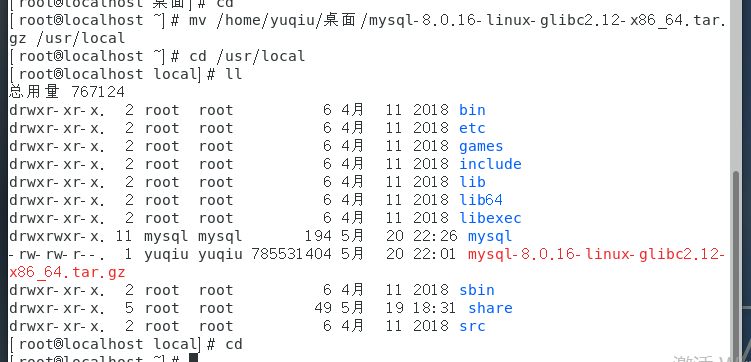 [root@localhost 桌面]# cd
[root@localhost ~]# mv /home/yuqiu/桌面/mysql-8.0.16-linux-glibc2.12-x86_64.tar.
gz /usr/local
[root@localhost ~]# cd /usr/local
[root@localhost local]# ll
总用量 767124
drwxr-xr-x.  2 root  root          6 4月  11 2018 bin
drwxr-xr-x.  2 root  root          6 4月  11 2018 etc
drwxr-xr-x.  2 root  root          6 4月  11 2018 games
drwxr-xr-x.  2 root  root          6 4月  11 2018 include
drwxr-xr-x.  2 root  root          6 4月  11 2018 lib
drwxr-xr-x.  2 root  root          6 4月  11 2018 lib64
drwxr-xr-x.  2 root  root          6 4月  11 2018 libexec
drwxrwxr-x. 11 mysql mysql       194 5月  20 22:26 mysql
-rw-rw-r--.  1 yuqiu yuqiu 785531404 5月  20 22:01 mysql-8.0.16-linux-glibc2.12-
x86_64.tar.gz
drwxr-xr-x.  2 root  root          6 4月  11 2018 sbin
drwxr-xr-x.  5 root  root         49 5月  19 18:31 share
drwxr-xr-x.  2 root  root          6 4月  11 2018 src
[root@localhost local]# cd
[root@localhost ~]#
激活 W